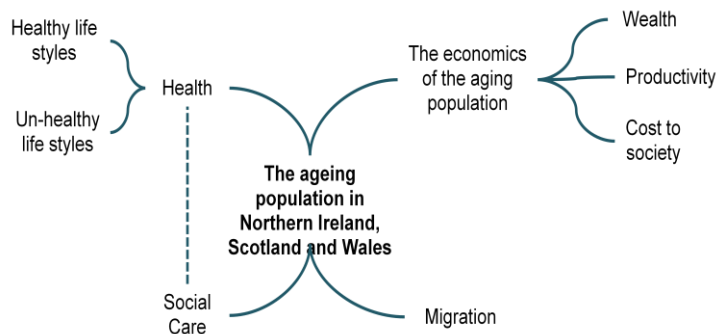 Healthy life
styles
Un-healthy
life styles
Health
Social
Care
The ageing
population in
Northern Ireland,
Scotland and Wales
The economics
of the aging
population
Wealth
Productivity
Cost to
society
Migration